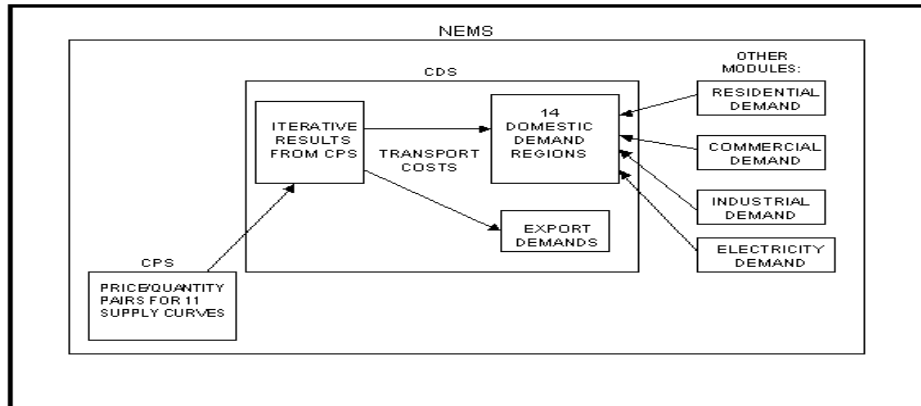 NEMS
CDS
OTHER
MODULES:
ITERATIVE
RESULTS
FROM CPS
TRANSPORT
COSTS
14
DOMESTIC
DEMAND
REGIONS
EXPORT
DEMANDS
RESIDENTIAL
DEMAND
COMMERCIAL
DEMAND
INDUSTRIAL
DEMAND
ELECTRICITY
DEMAND
CPS
PRICE/QUANTITY
PAIRS FOR 11
SUPPLY CURVES